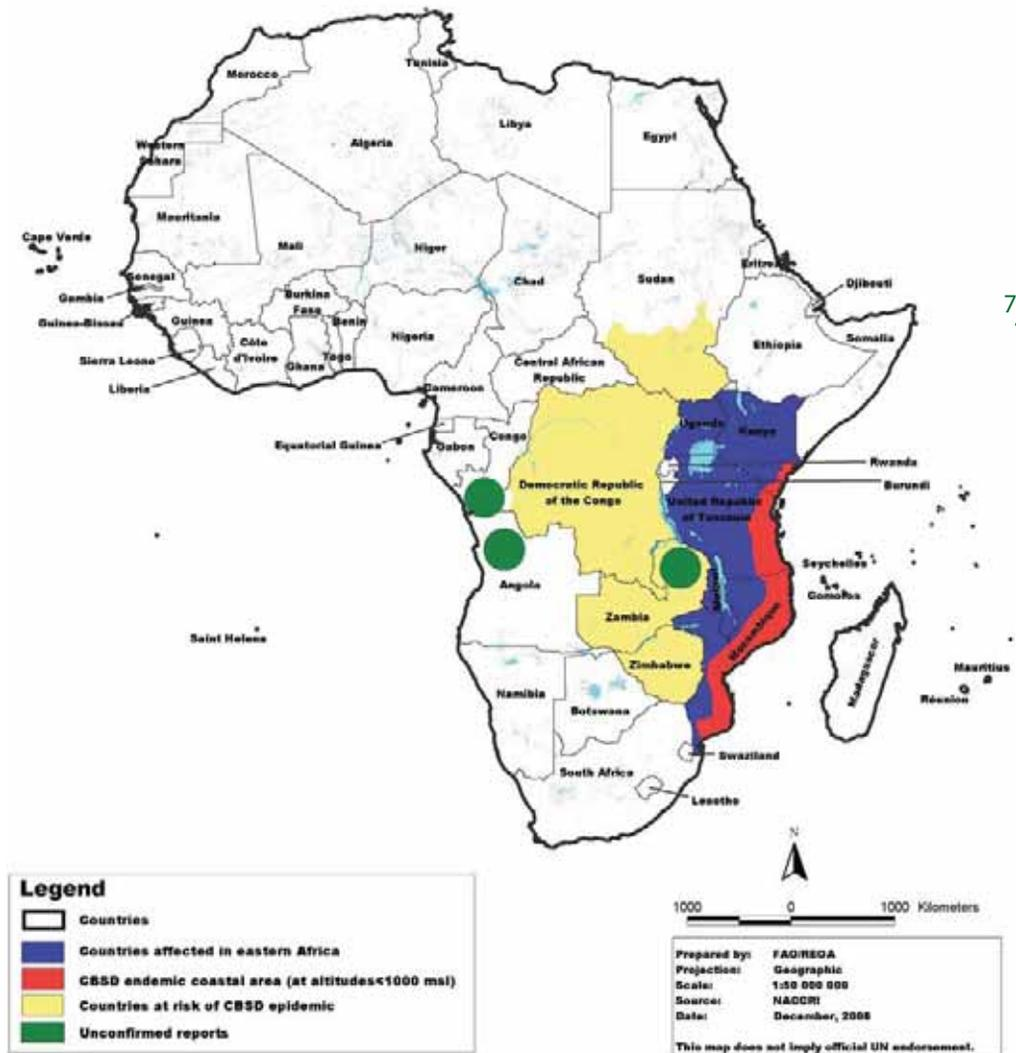 Tunisia
Morocco
Algeria
Libya
Egypt
Western
Sahara
Mauritania
Mali
Niger
Chad
Sudan
Eritrea
Djibouti
Cape Verde
Senegal
Gambia
Guinea-Bissau
Guinea
Sierra Leone
Liberia
Côte
d'Ivoire
Burkina
Faso
Ghana
Togo
Benin
Nigeria
Cameroon
Central African
Republic
Ethiopia
Somalia
7
Equatorial Guinea
Gabon
Congo
Democratic Republic
of the Congo
Uganda
Kenya
Rwanda
Burundi
United Republic
of Tanzania
Seychelles
Comoros
Angola
Zambia
Malawi
Mozambique
Zimbabwe
Saint Helena
Namibia
Botswana
Madagascar
Mauritius
Réunion
Swaziland
South Africa
Lesotho
N
1000 0 1000 Kilometers
Legend
Countries
Countries affected in eastern Africa
CBSD endemic coastal area (at altitudes<1000 msl)
Countries at risk of CBSD epidemic
Unconfirmed reports
Prepared by: FAO/REOA
Projection: Geographic
Scale: 1:50 000 000
Source: NACCRI
Date: December, 2008
This map does not imply official UN endorsement.